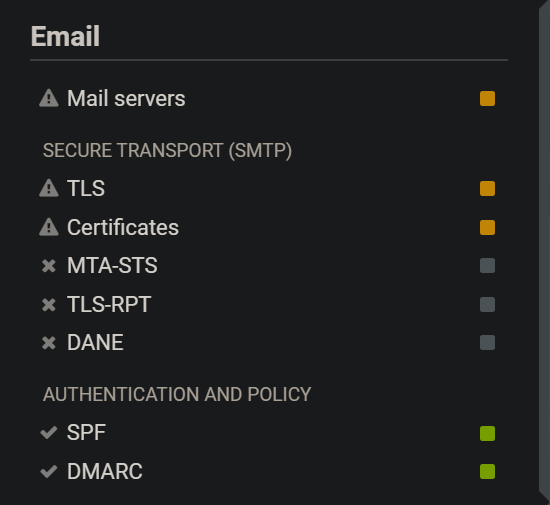 Email
Mail servers
SECURE TRANSPORT (SMTP)
TLS
Certificates
MTA-STS
TLS-RPT
DANE
AUTHENTICATION AND POLICY
SPF
DMARC